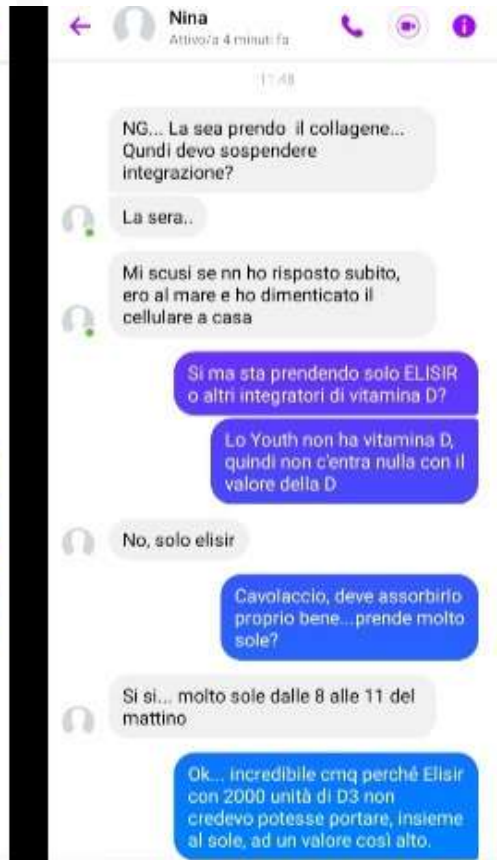 Nina
Attivo/a 4 minuti fa
11:48
NG... La sea prendo il collagene...
Qundi devo sospendere
integrazione?
La sera..
Mi scusi se nn ho risposto subito,
ero al mare e ho dimenticato il
cellulare a casa
Si ma sta prendendo solo ELISIR
o altri integratori di vitamina D?
Lo Youth non ha vitamina D,
quindi non c'entra nulla con il
valore della D
No, solo elisir
Cavolaccio, deve assorbirlo
proprio bene...prende molto
sole?
Si si... molto sole dalle 8 alle 11 del
mattino
Ok... incredibile cmq perché Elisir
con 2000 unità di D3 non
credevo potesse portare, insieme
al sole, ad un valore così alto.